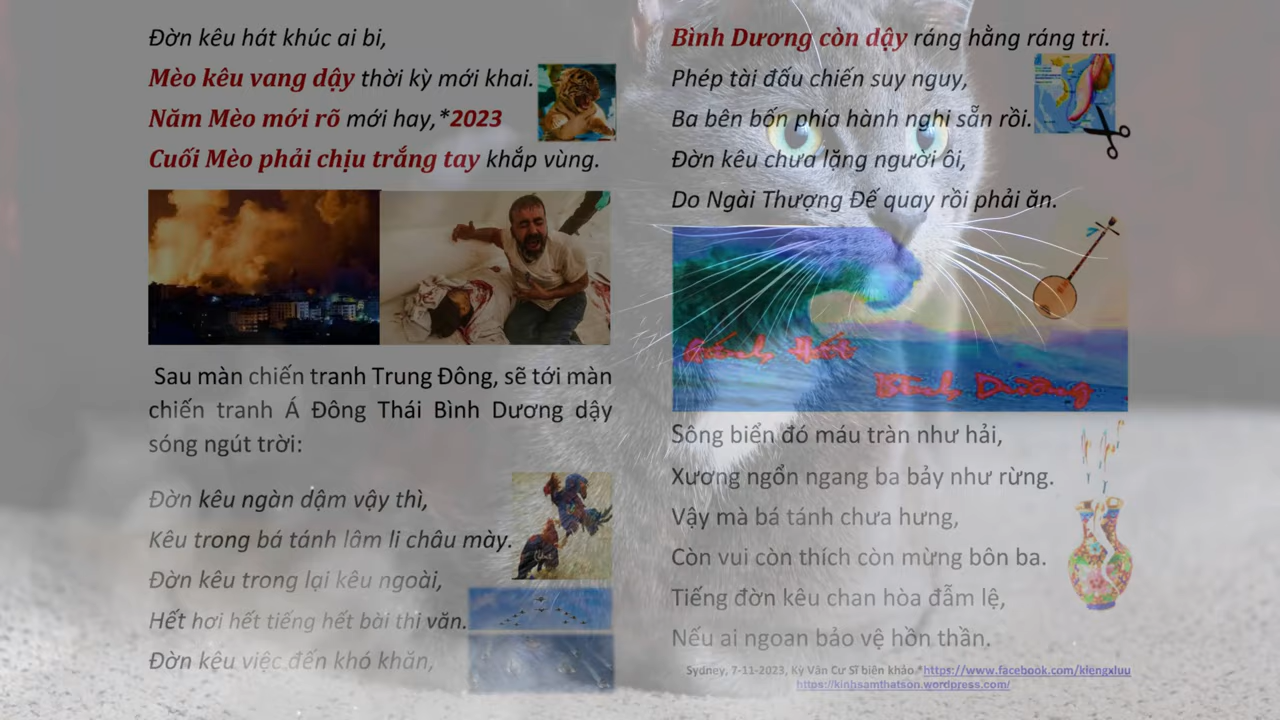 Đờn kêu hát khúc ai bi,
Mèo kêu vang dậy thời kỳ mới khai.
Năm Mèo mới rõ mới hay,*2023
Cuối Mèo phải chịu trắng tay khắp vùng.
Sau màn chiến tranh Trung Đông, sẽ tới màn
chiến tranh Á Đông Thái Bình Dương dậy
sóng ngút trời:
Đờn kêu ngàn dậm vậy thì,
Kêu trong bá tánh lâm li châu mày.
Đờn kêu trong lại kêu ngoài,
Hết hơi hết tiếng hết bài thi văn.
Đờn kêu việc đến khó khăn,
Bình Dương còn dậy ráng hằng ráng tri.
Phép tài đấu chiến suy nguy,
Ba bên bốn phía hành nghi sẵn rồi.
Đờn kêu chưa lặng người ôi,
Do Ngài Thượng Đế quay rồi phải ăn.
Bình Dương
Sông biển đó máu tràn như hải,
Xương ngổn ngang ba bảy như rừng.
Vậy mà bá tánh chưa hưng,
Còn vui còn thích còn mừng bôn ba.
Tiếng đờn kêu chan hòa đẫm lệ,
Nếu ai ngoan bảo vệ hồn thần.
Sydney, 7-11-2023, Kỳ Vân Cư Sĩ biên khảo *https://www.facebook.com/kiengxluu
https://kinhsamthatson.wordpress.com/